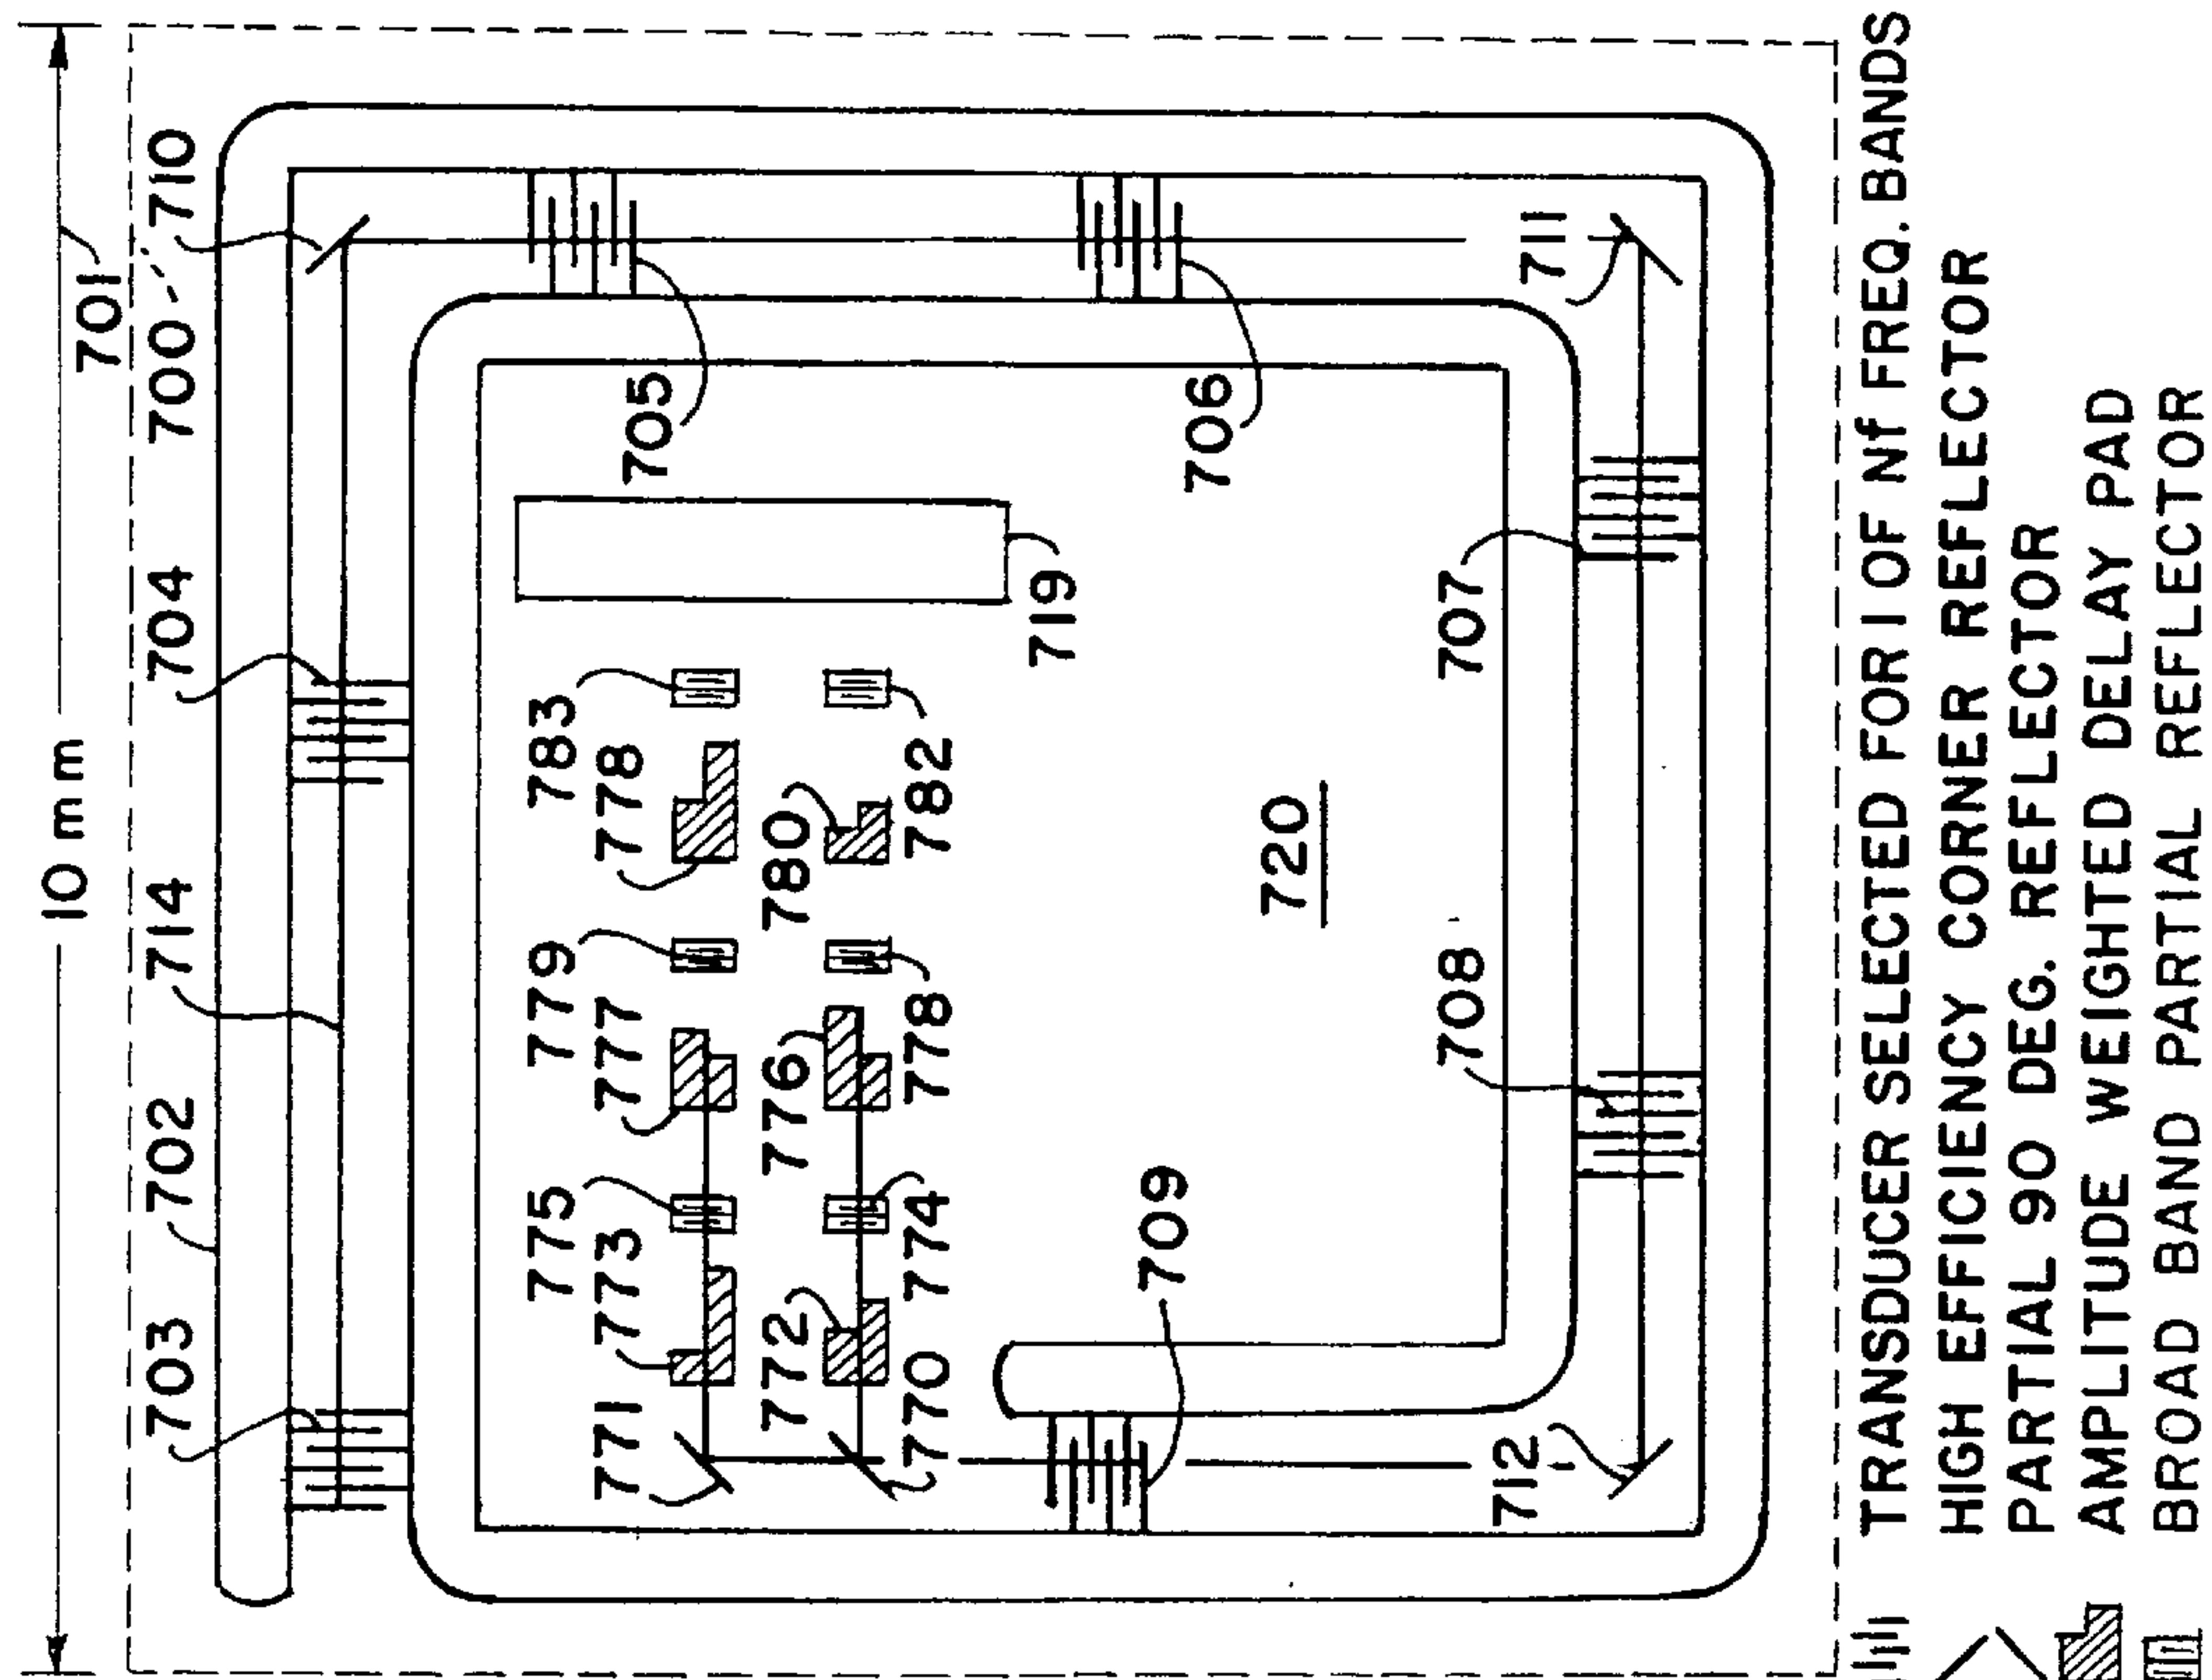 10 mm
701
703 702 714 704 700 710
775 779 783
771 773 777 778 705
772 776 780
770 774 778 782
719
709 706
720
708 707
712 711
TRANSDUCER SELECTED FOR 1 OF Nf FREQ. BANDS
HIGH EFFICIENCY CORNER REFLECTOR
PARTIAL 90 DEG. REFLECTOR
AMPLITUDE WEIGHTED DELAY PAD
BROAD BAND PARTIAL REFLECTOR